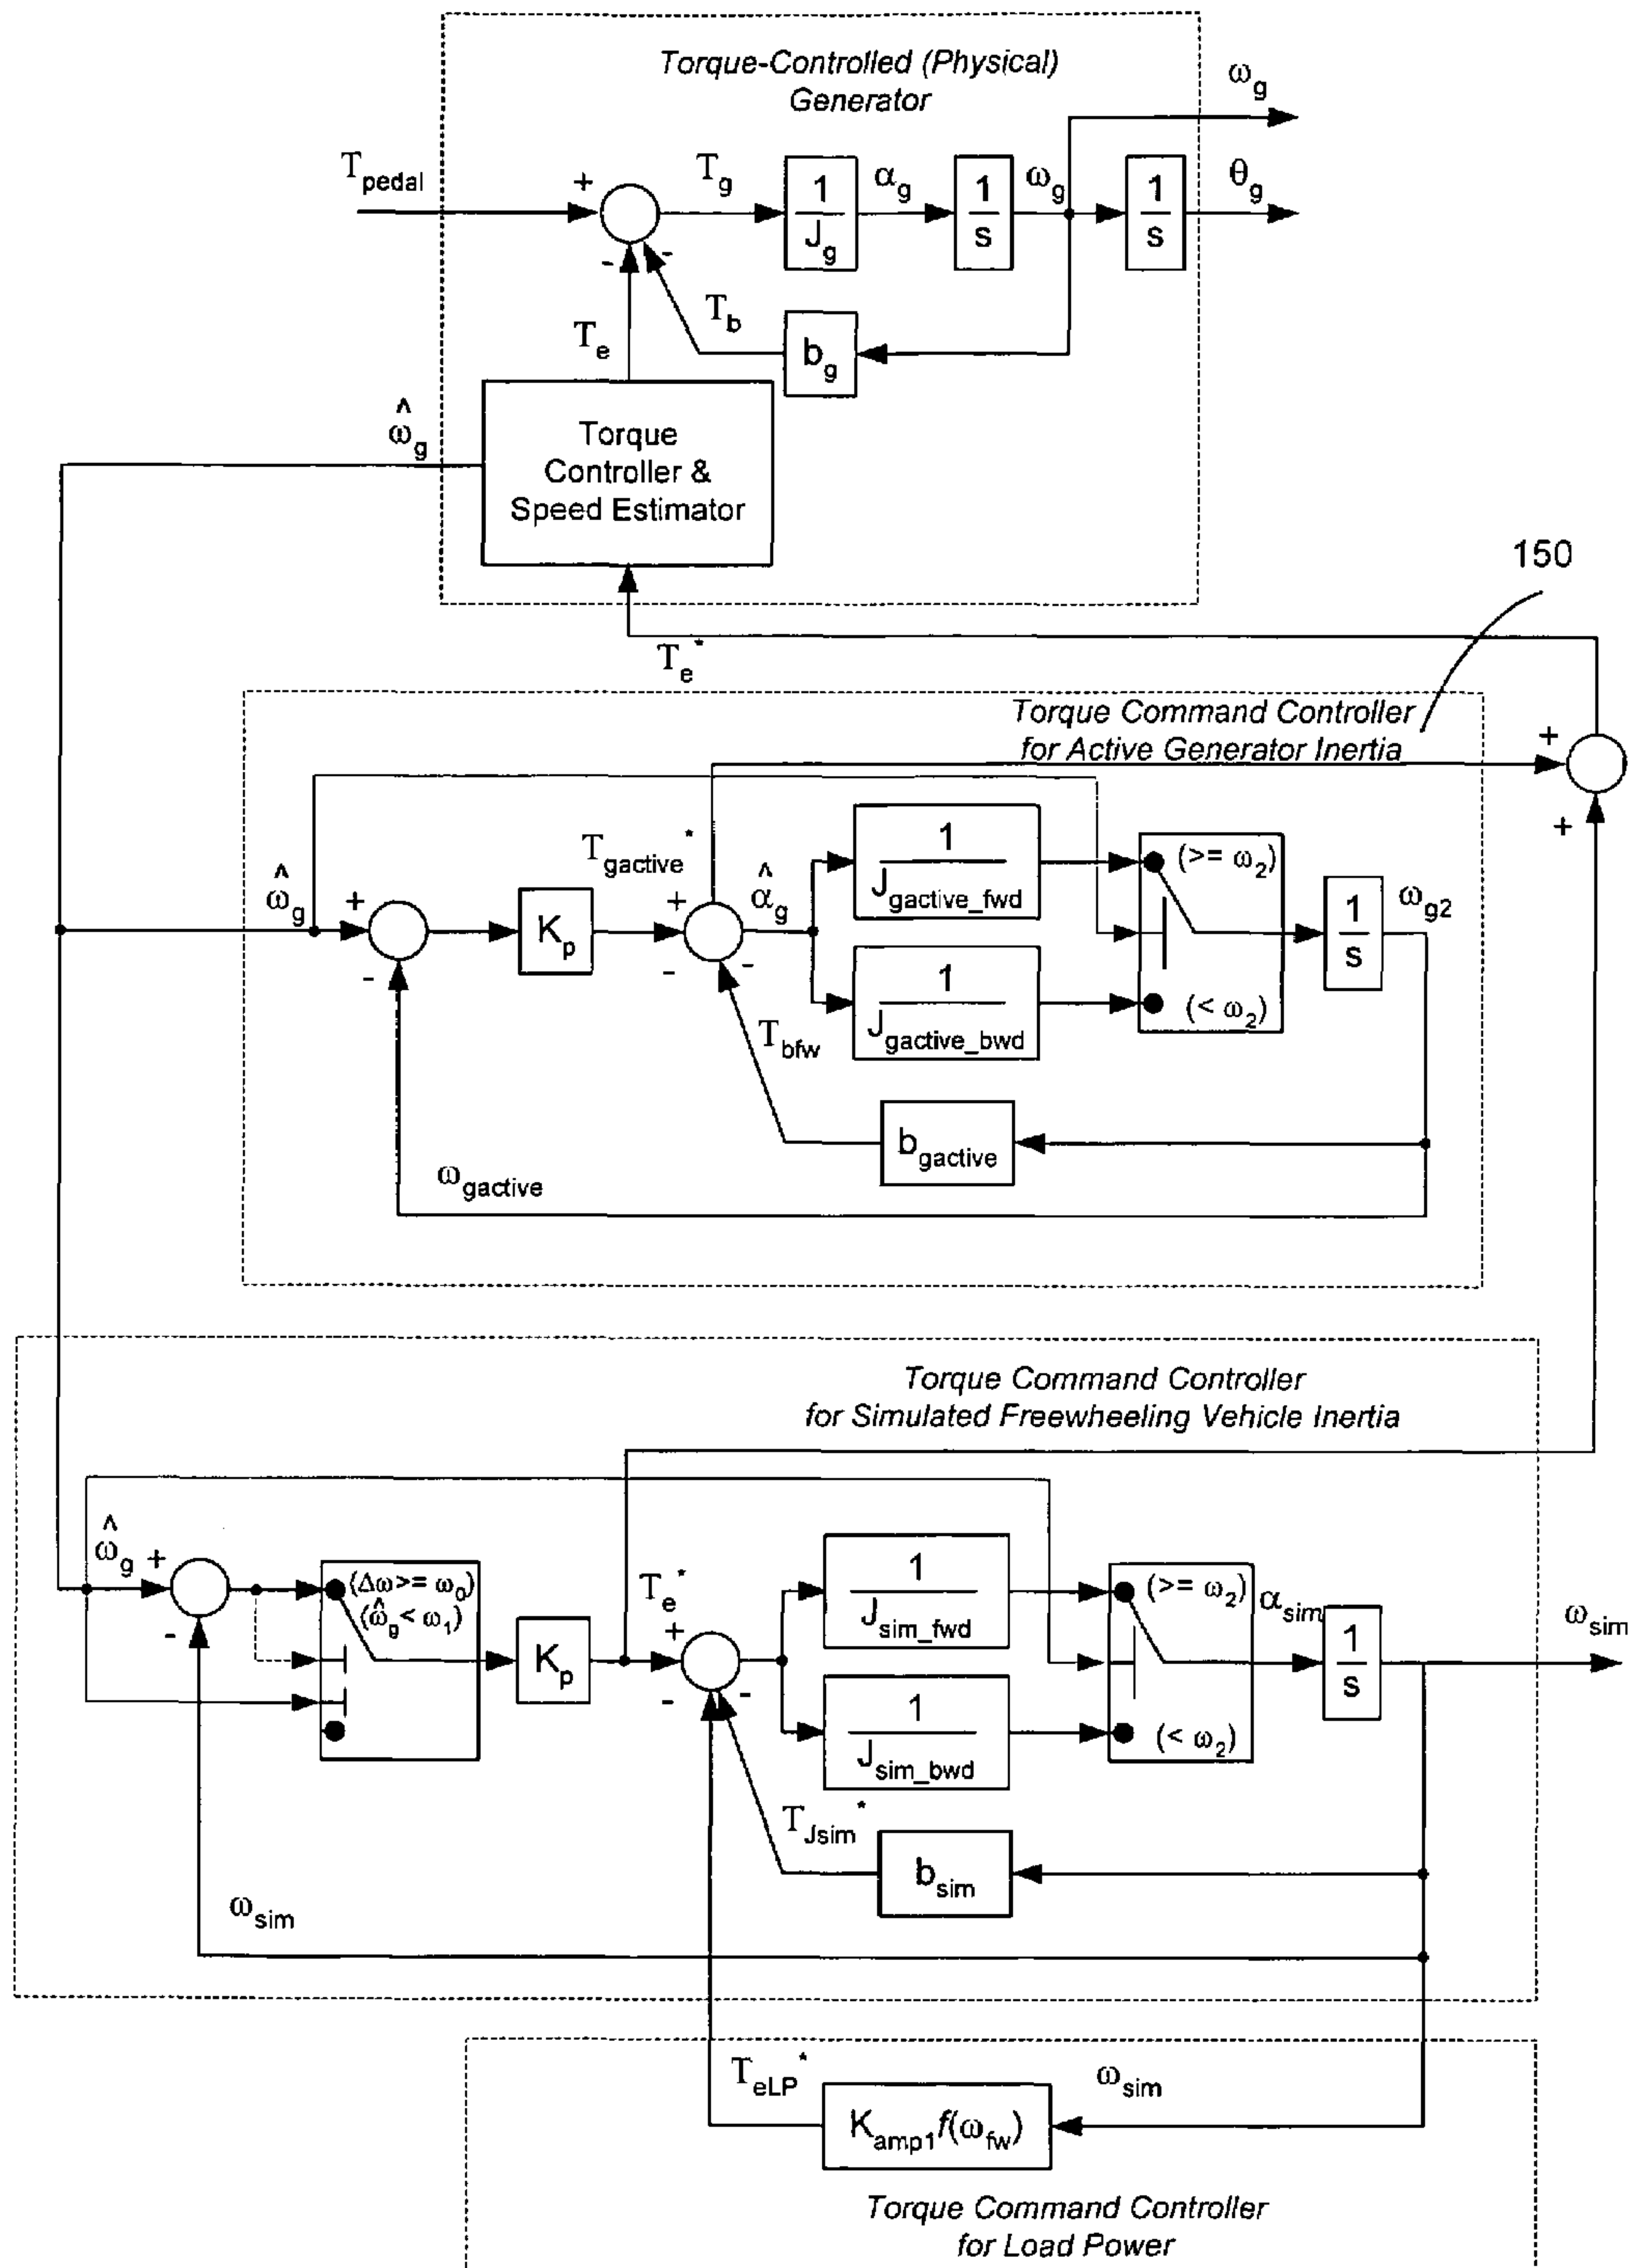 Torque-Controlled (Physical)
Generator
ω_g
T_pedal
+
T_g
1
J_g
α_g
1
s
ω_g
1
s
θ_g
-
-
T_b
T_e
b_g
ω̂_g
Torque
Controller &
Speed Estimator
150
T_e*
Torque Command Controller
for Active Generator Inertia
+
+
ω̂_g
+
-
K_p
T_gactive*
+
-
-
α̂_g
1
J_gactive_fwd
1
J_gactive_bwd
(>= ω_2)
(< ω_2)
1
s
ω_g2
T_bfw
b_gactive
ω_gactive
Torque Command Controller
for Simulated Freewheeling Vehicle Inertia
ω̂_g
+
-
(Δω>= ω_0)
(ω̂_g < ω_1)
K_p
T_e*
+
-
-
1
J_sim_fwd
1
J_sim_bwd
(>= ω_2)
(< ω_2)
α_sim
1
s
ω_sim
T_Jsim*
b_sim
ω_sim
T_eLP*
K_amp1 f(ω_fw)
ω_sim
Torque Command Controller
for Load Power